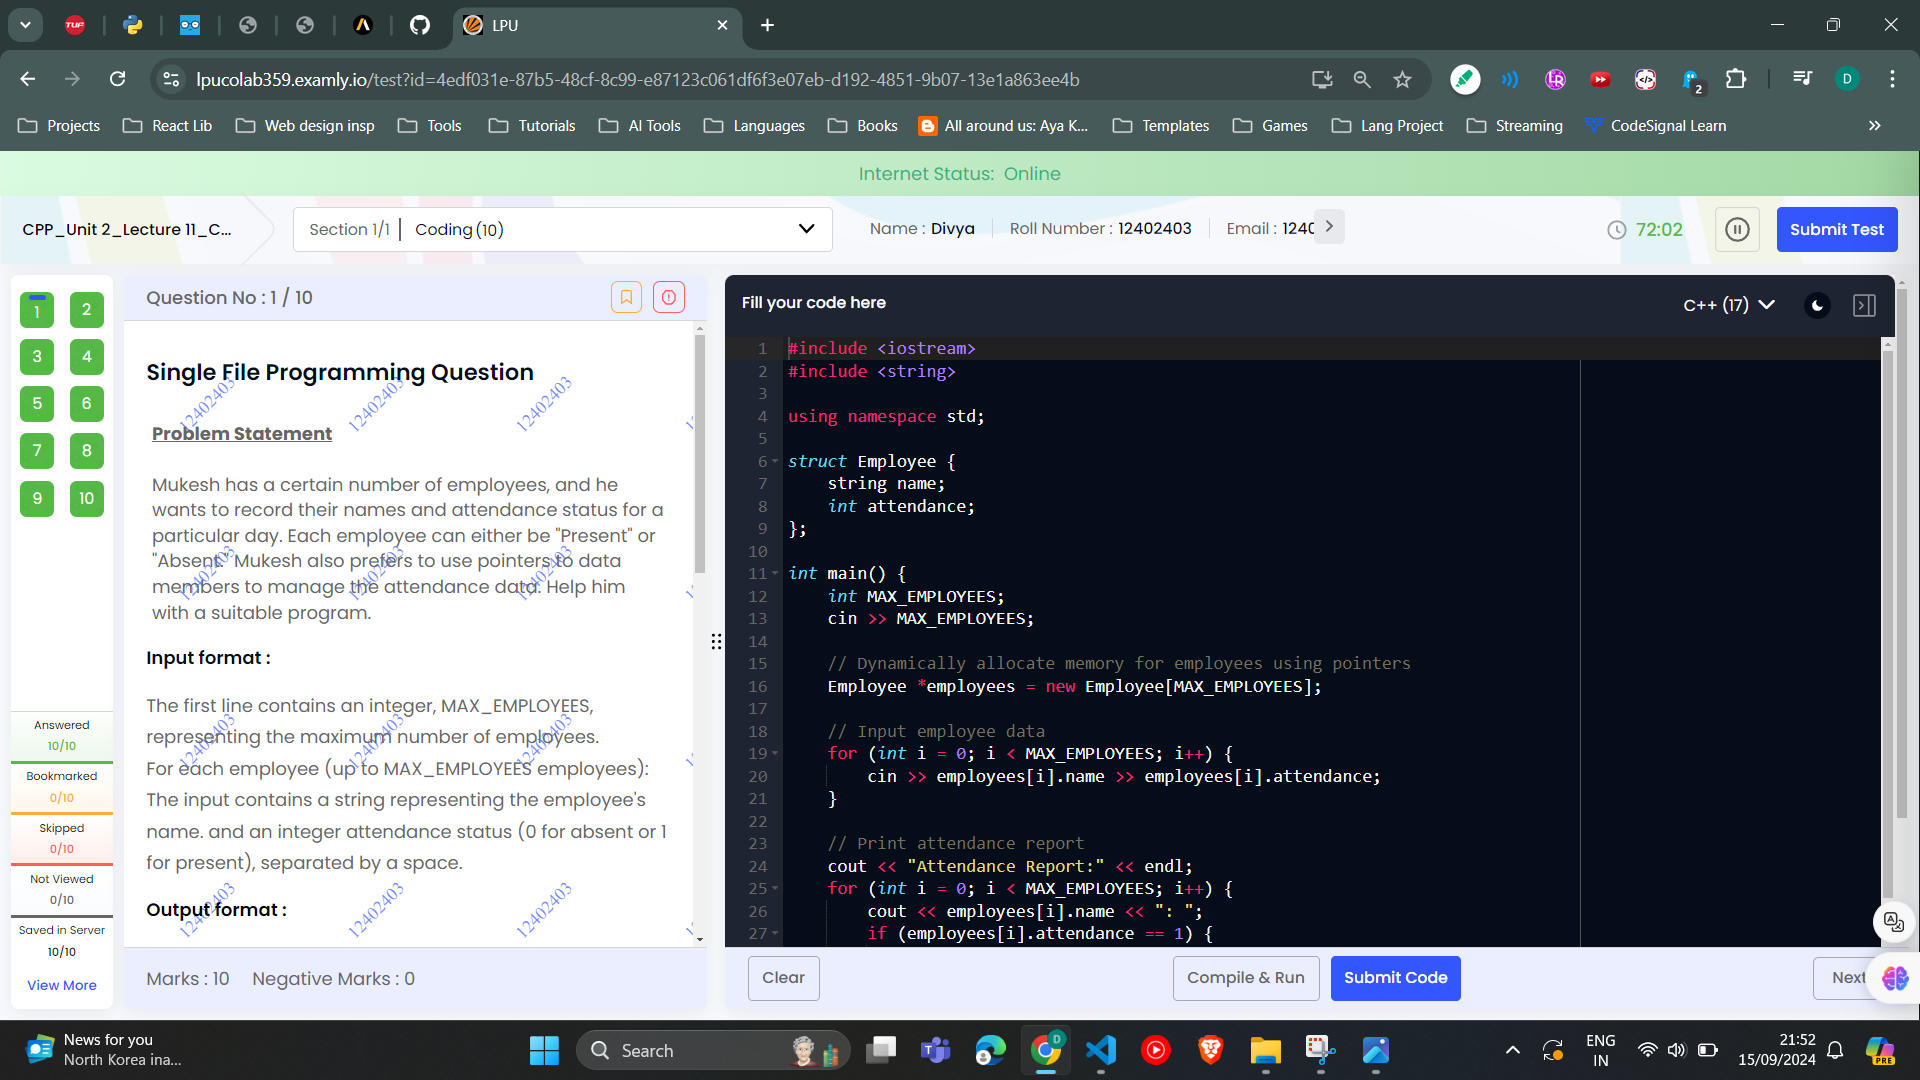 LPU
lpucolab359.examly.io/test?id=4edf031e-87b5-48cf-8c99-e87123c061df6f3e07eb-d192-4851-9b07-13e1a863ee4b
2
D
Projects
React Lib
Web design insp
Tools
Tutorials
AI Tools
Languages
Books
All around us: Aya K...
Templates
Games
Lang Project
Streaming
CodeSignal Learn
Internet Status: Online
CPP_Unit 2_Lecture 11_C...
Section 1/1 | Coding (10)
Name : Divya
Roll Number : 12402403
Email : 1240
72:02
Submit Test
1 2
3 4
5 6
7 8
9 10
Answered
10/10
Bookmarked
0/10
Skipped
0/10
Not Viewed
0/10
Saved in Server
10/10
View More
Question No : 1 / 10
Single File Programming Question
Problem Statement
Mukesh has a certain number of employees, and he
wants to record their names and attendance status for a
particular day. Each employee can either be "Present" or
"Absent." Mukesh also prefers to use pointers to data
members to manage the attendance data. Help him
with a suitable program.
Input format :
The first line contains an integer, MAX_EMPLOYEES,
representing the maximum number of employees.
For each employee (up to MAX_EMPLOYEES employees):
The input contains a string representing the employee's
name. and an integer attendance status (0 for absent or 1
for present), separated by a space.
Output format :
12402403 12402403 12402403
12402403 12402403 12402403
12402403 12402403 12402403
12402403 12402403 12402403
Marks : 10 Negative Marks : 0
Fill your code here
C++ (17)
1 #include <iostream>
2 #include <string>
3
4 using namespace std;
5
6 struct Employee {
7     string name;
8     int attendance;
9 };
10
11 int main() {
12     int MAX_EMPLOYEES;
13     cin >> MAX_EMPLOYEES;
14
15     // Dynamically allocate memory for employees using pointers
16     Employee *employees = new Employee[MAX_EMPLOYEES];
17
18     // Input employee data
19     for (int i = 0; i < MAX_EMPLOYEES; i++) {
20         cin >> employees[i].name >> employees[i].attendance;
21     }
22
23     // Print attendance report
24     cout << "Attendance Report:" << endl;
25     for (int i = 0; i < MAX_EMPLOYEES; i++) {
26         cout << employees[i].name << ": ";
27         if (employees[i].attendance == 1) {
Clear
Compile & Run
Submit Code
Next
News for you
North Korea ina...
Search
D
ENG
IN
21:52
15/09/2024
PRE